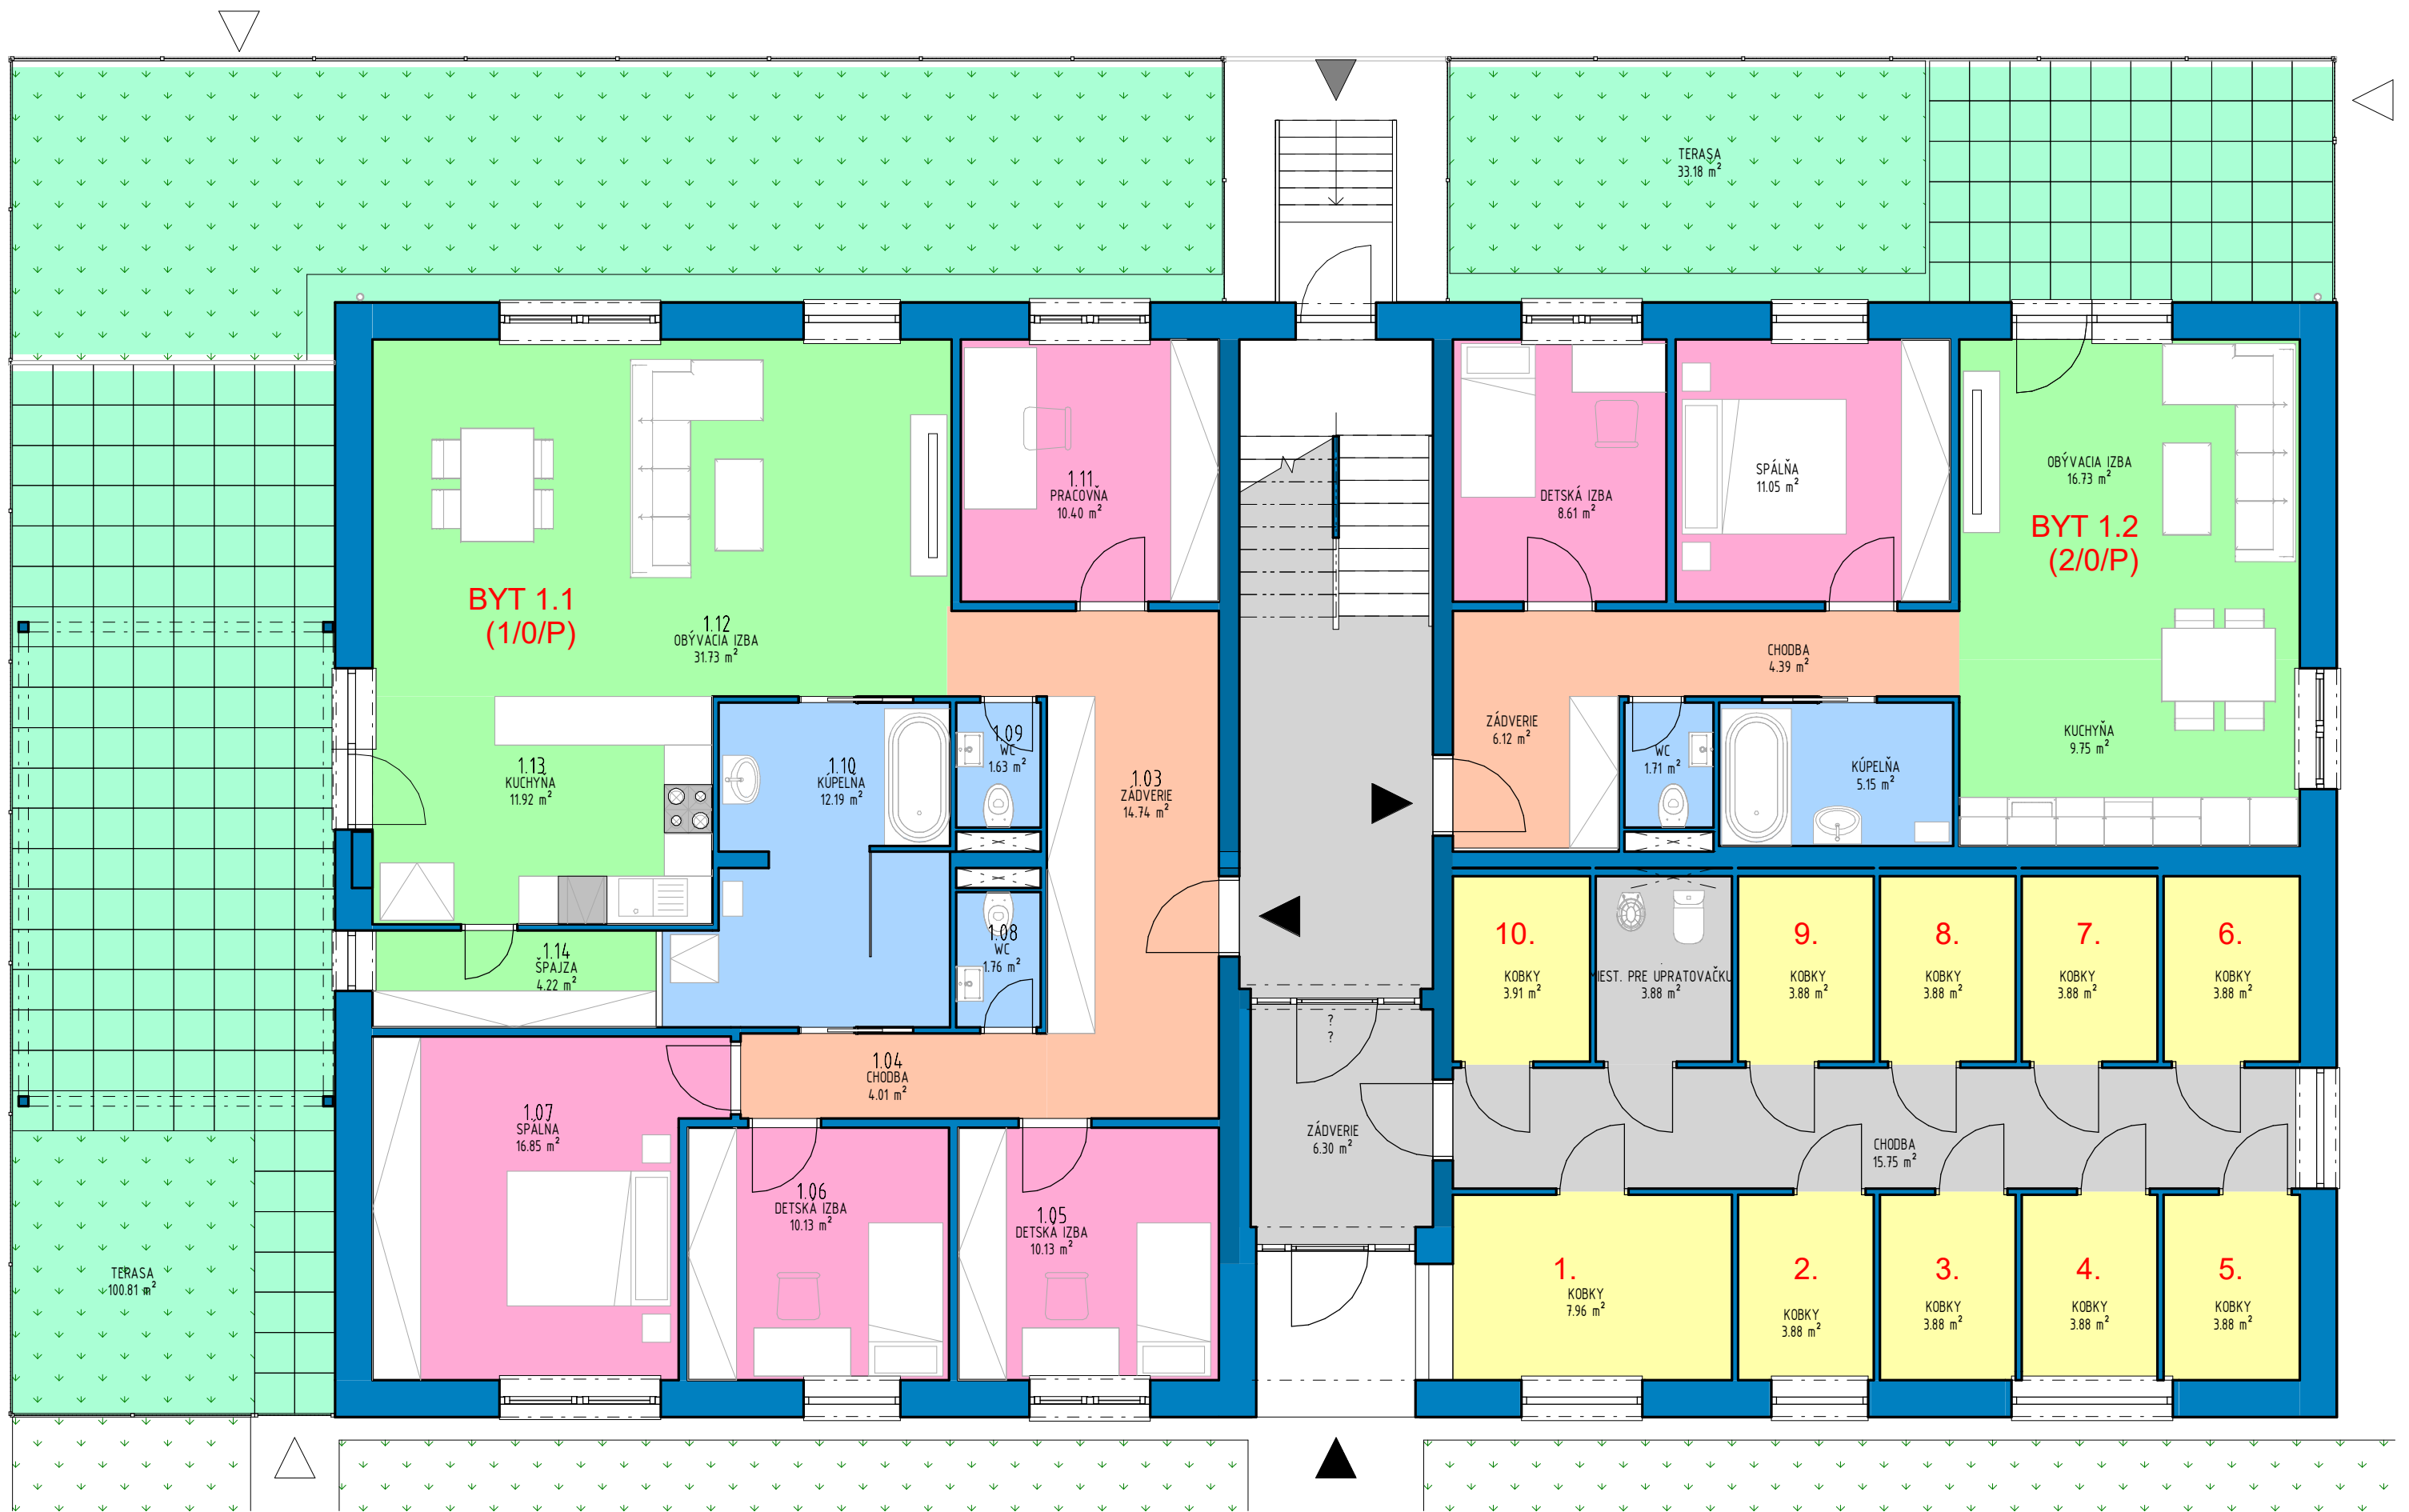 TERASA
33.18 m²
1.11
PRACOVŇA
10.40 m²
DETSKÁ IZBA
8.61 m²
SPÁLŇA
11.05 m²
OBÝVACIA IZBA
16.73 m²
BYT 1.2
(2/0/P)
BYT 1.1
(1/0/P)
1.12
OBÝVACIA IZBA
31.73 m²
CHODBA
4.39 m²
ZÁDVERIE
6.12 m²
KUCHYŇA
9.75 m²
1.13
KUCHYŇA
11.92 m²
1.10
KÚPEĽŇA
12.19 m²
1.09
WC
1.63 m²
1.03
ZÁDVERIE
14.74 m²
WC
1.71 m²
KÚPEĽŇA
5.15 m²
1.14
ŠPAJZA
4.22 m²
1.08
WC
1.76 m²
10.
KOBKY
3.91 m²
MIEST. PRE UPRATOVAČKU
3.88 m²
9.
KOBKY
3.88 m²
8.
KOBKY
3.88 m²
7.
KOBKY
3.88 m²
6.
KOBKY
3.88 m²
?
?
1.04
CHODBA
4.01 m²
1.07
SPÁLŇA
16.85 m²
ZÁDVERIE
6.30 m²
CHODBA
15.75 m²
1.06
DETSKÁ IZBA
10.13 m²
1.05
DETSKÁ IZBA
10.13 m²
TERASA
100.81 m²
1.
KOBKY
7.96 m²
2.
KOBKY
3.88 m²
3.
KOBKY
3.88 m²
4.
KOBKY
3.88 m²
5.
KOBKY
3.88 m²